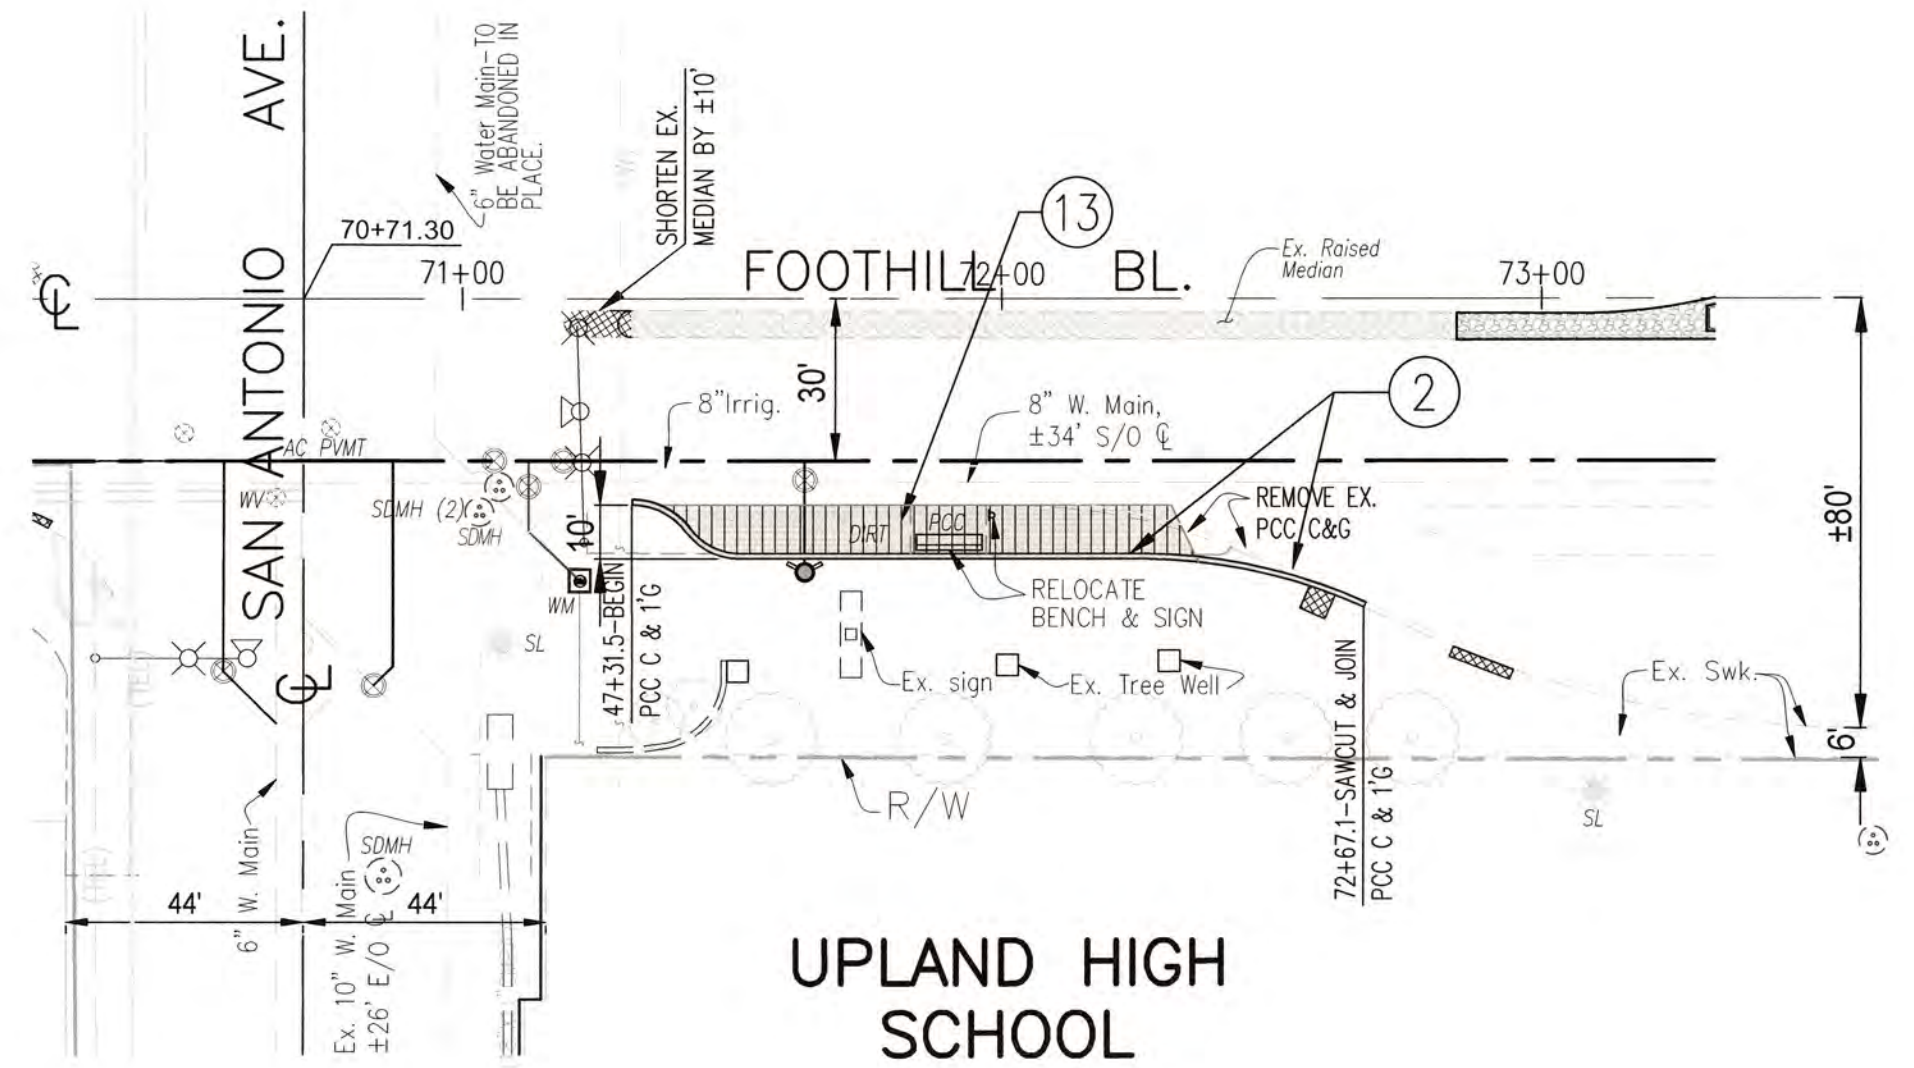 SAN ANTONIO AVE.
6" Water Main-TO
BE ABANDONED IN
PLACE.
SHORTEN EX.
MEDIAN BY ±10'
70+71.30
71+00
FOOTHILL BL.
72+00
73+00
13
Ex. Raised
Median
℄
30'
2
8"Irrig.
8" W. Main,
±34' S/O ℄
AC PVMT
WV
SDMH (2)
SDMH
10'
DIRT
PCC
REMOVE EX.
PCC C&G
±80'
WM
SL
RELOCATE
BENCH & SIGN
47+31.5-BEGIN
PCC C & 1'G
℄
Ex. sign
Ex. Tree Well
Ex. Swk.
6'
72+67.1-SAWCUT & JOIN
PCC C & 1'G
R/W
SL
(TEL)
(TEL)
6" W. Main
SDMH
44'
44'
Ex. 10" W. Main
±26' E/O ℄
UPLAND HIGH
SCHOOL